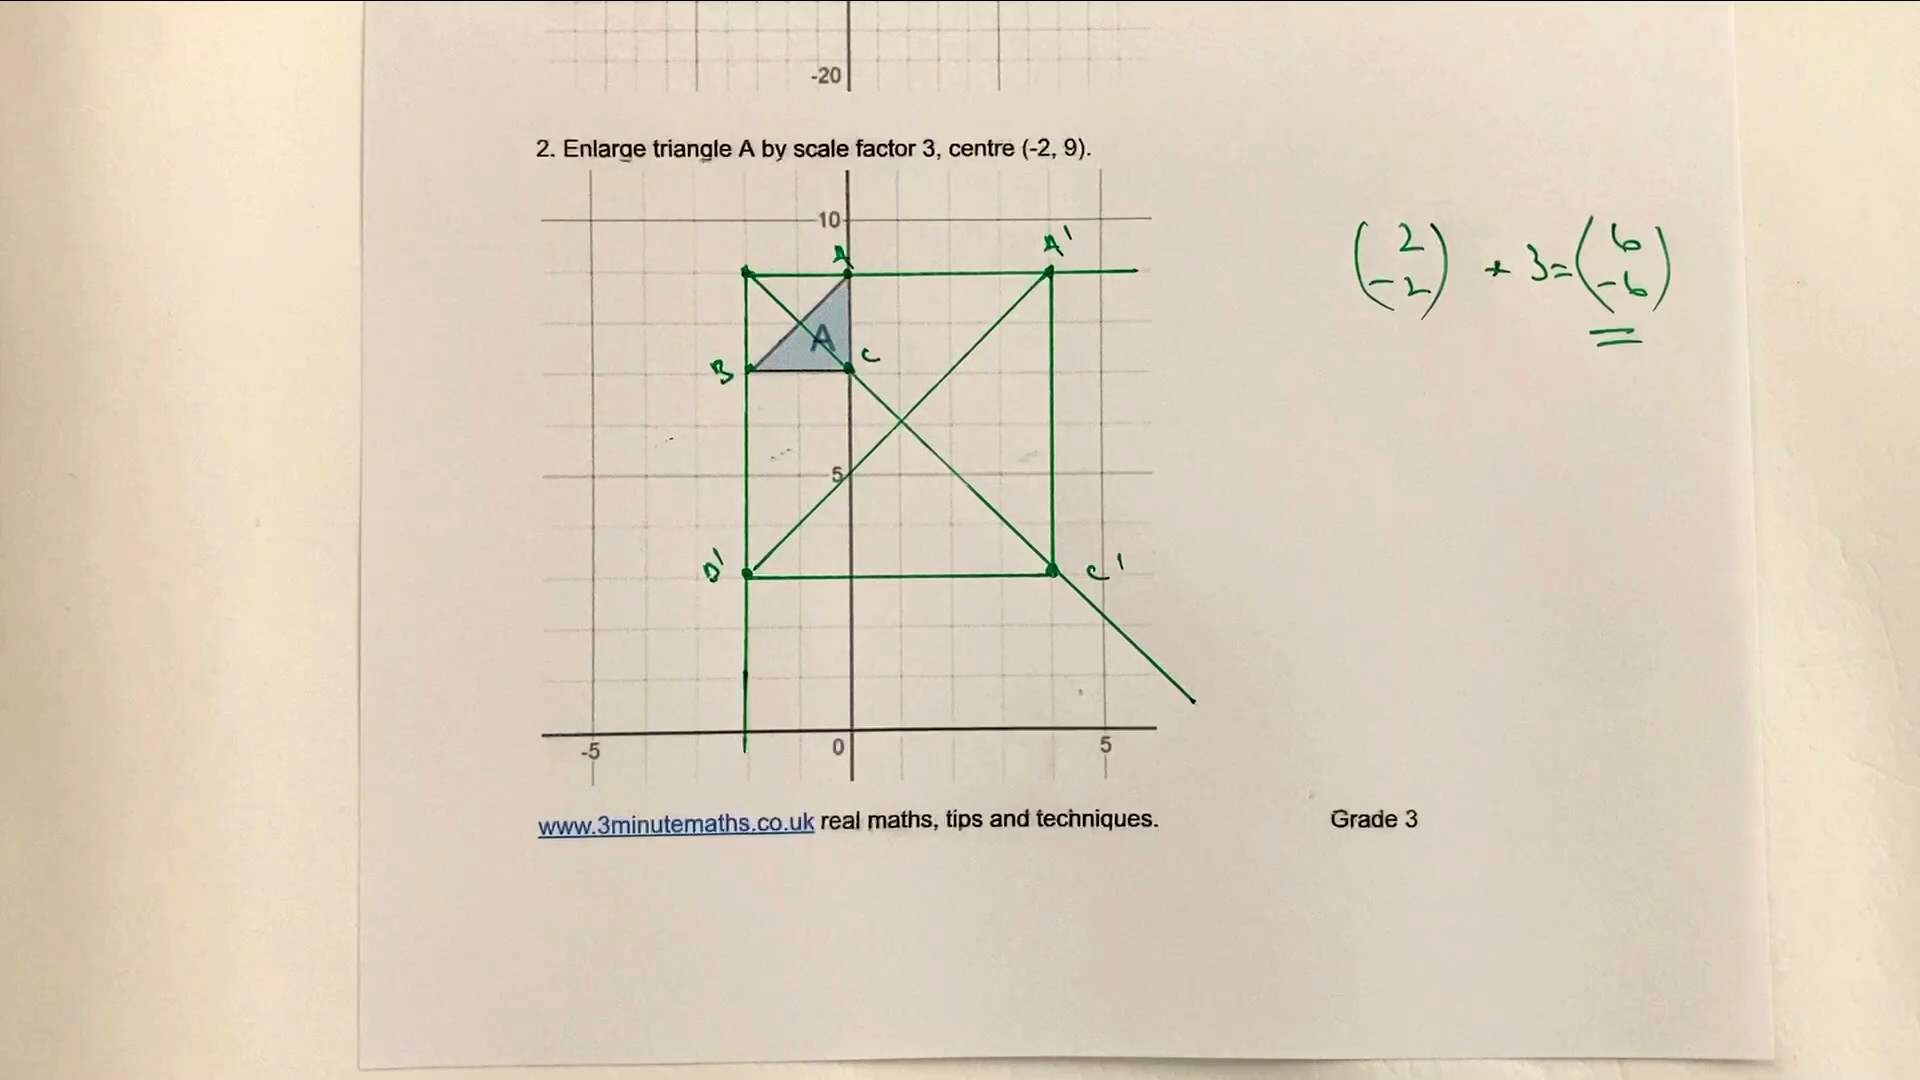 -20
2. Enlarge triangle A by scale factor 3, centre (-2, 9).
10
A A'
A
B C
5
B' C'
-5 0 5
2 6
× 3=
-2 -6
www.3minutemaths.co.uk real maths, tips and techniques. Grade 3